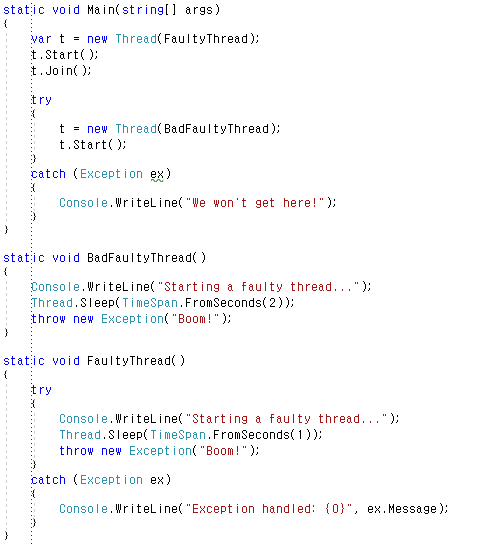 static void Main(string[] args)
{
    var t = new Thread(FaultyThread);
    t.Start();
    t.Join();

    try
    {
        t = new Thread(BadFaultyThread);
        t.Start();
    }
    catch (Exception ex)
    {
        Console.WriteLine("We won't get here!");
    }
}

static void BadFaultyThread()
{
    Console.WriteLine("Starting a faulty thread...");
    Thread.Sleep(TimeSpan.FromSeconds(2));
    throw new Exception("Boom!");
}

static void FaultyThread()
{
    try
    {
        Console.WriteLine("Starting a faulty thread...");
        Thread.Sleep(TimeSpan.FromSeconds(1));
        throw new Exception("Boom!");
    }
    catch (Exception ex)
    {
        Console.WriteLine("Exception handled: {0}", ex.Message);
    }
}